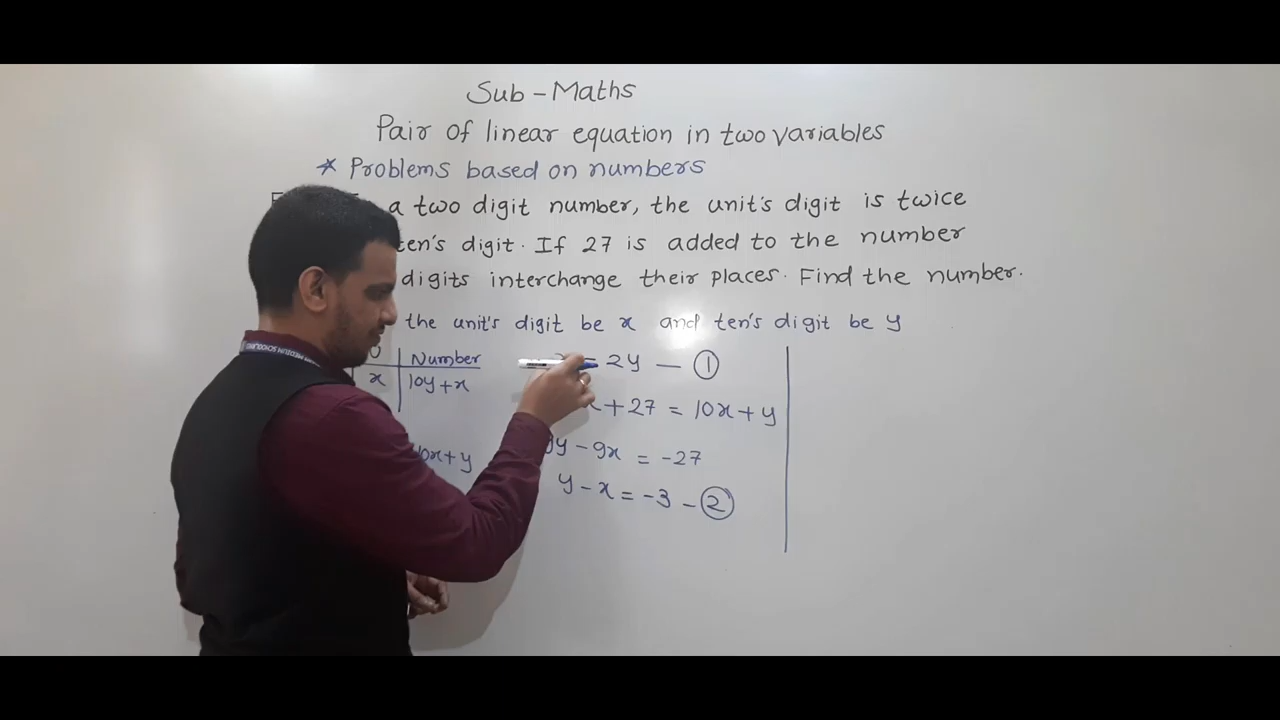 Sub - Maths
Pair of linear equation in two variables
* Problems based on numbers
a two digit number, the unit's digit is twice
ten's digit. If 27 is added to the number
digits interchange their places. Find the number.
the unit's digit be x and ten's digit be y
Number
x 10y+x
= 2y — ①
x + 27 = 10x + y
10x+y
9y - 9x = -27
y - x = -3 - ②